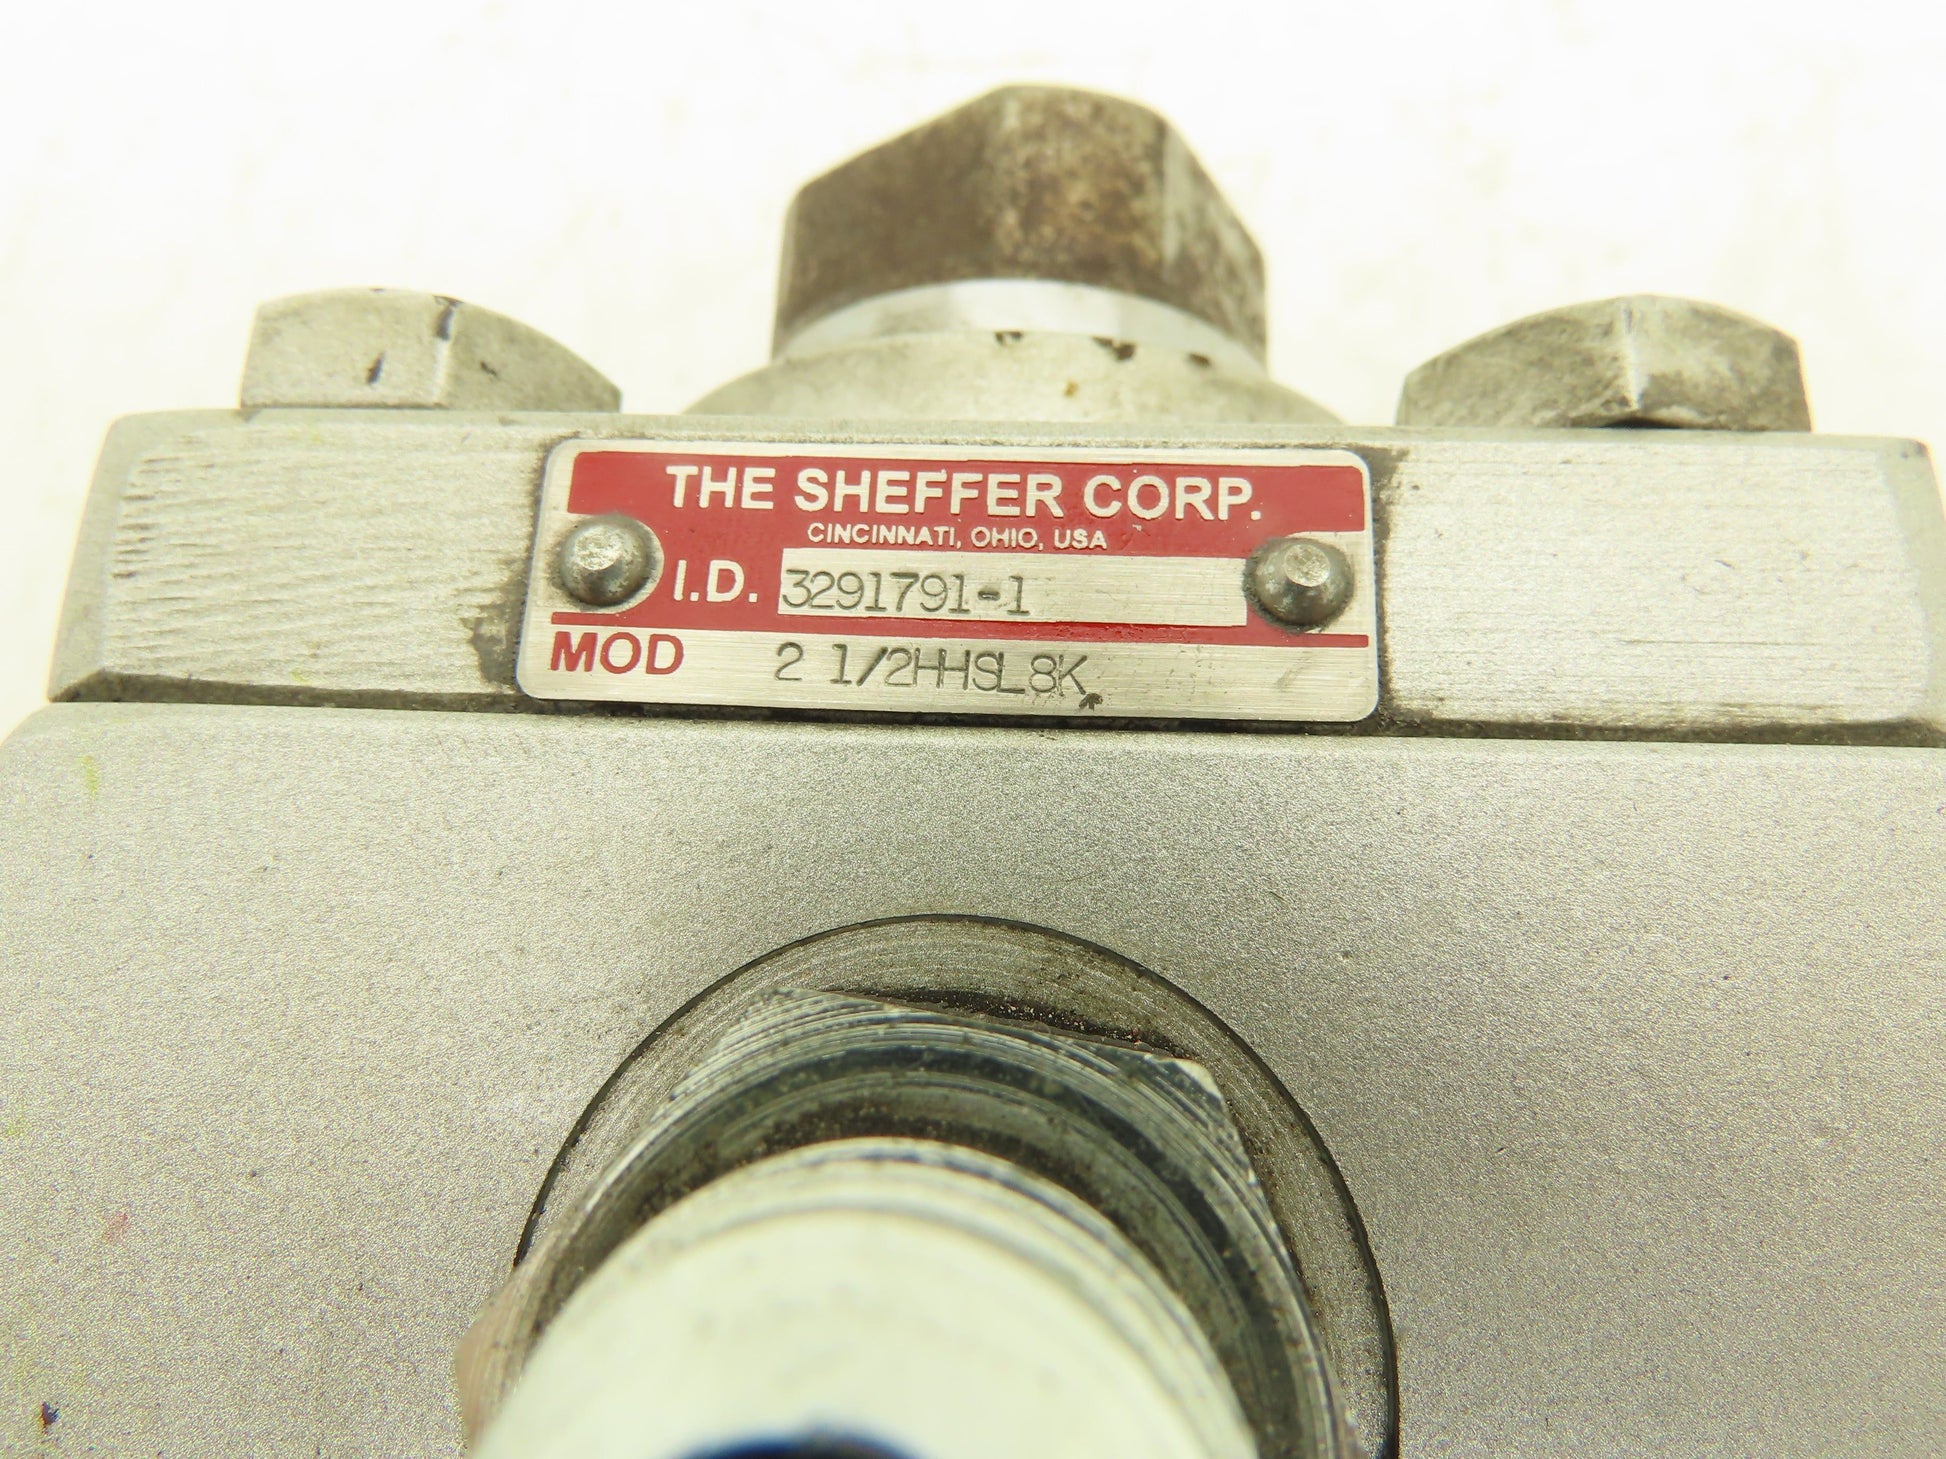 THE SHEFFER CORP.
CINCINNATI, OHIO, USA
I.D. 3291791-1
MOD 2 1/2HHSL8K